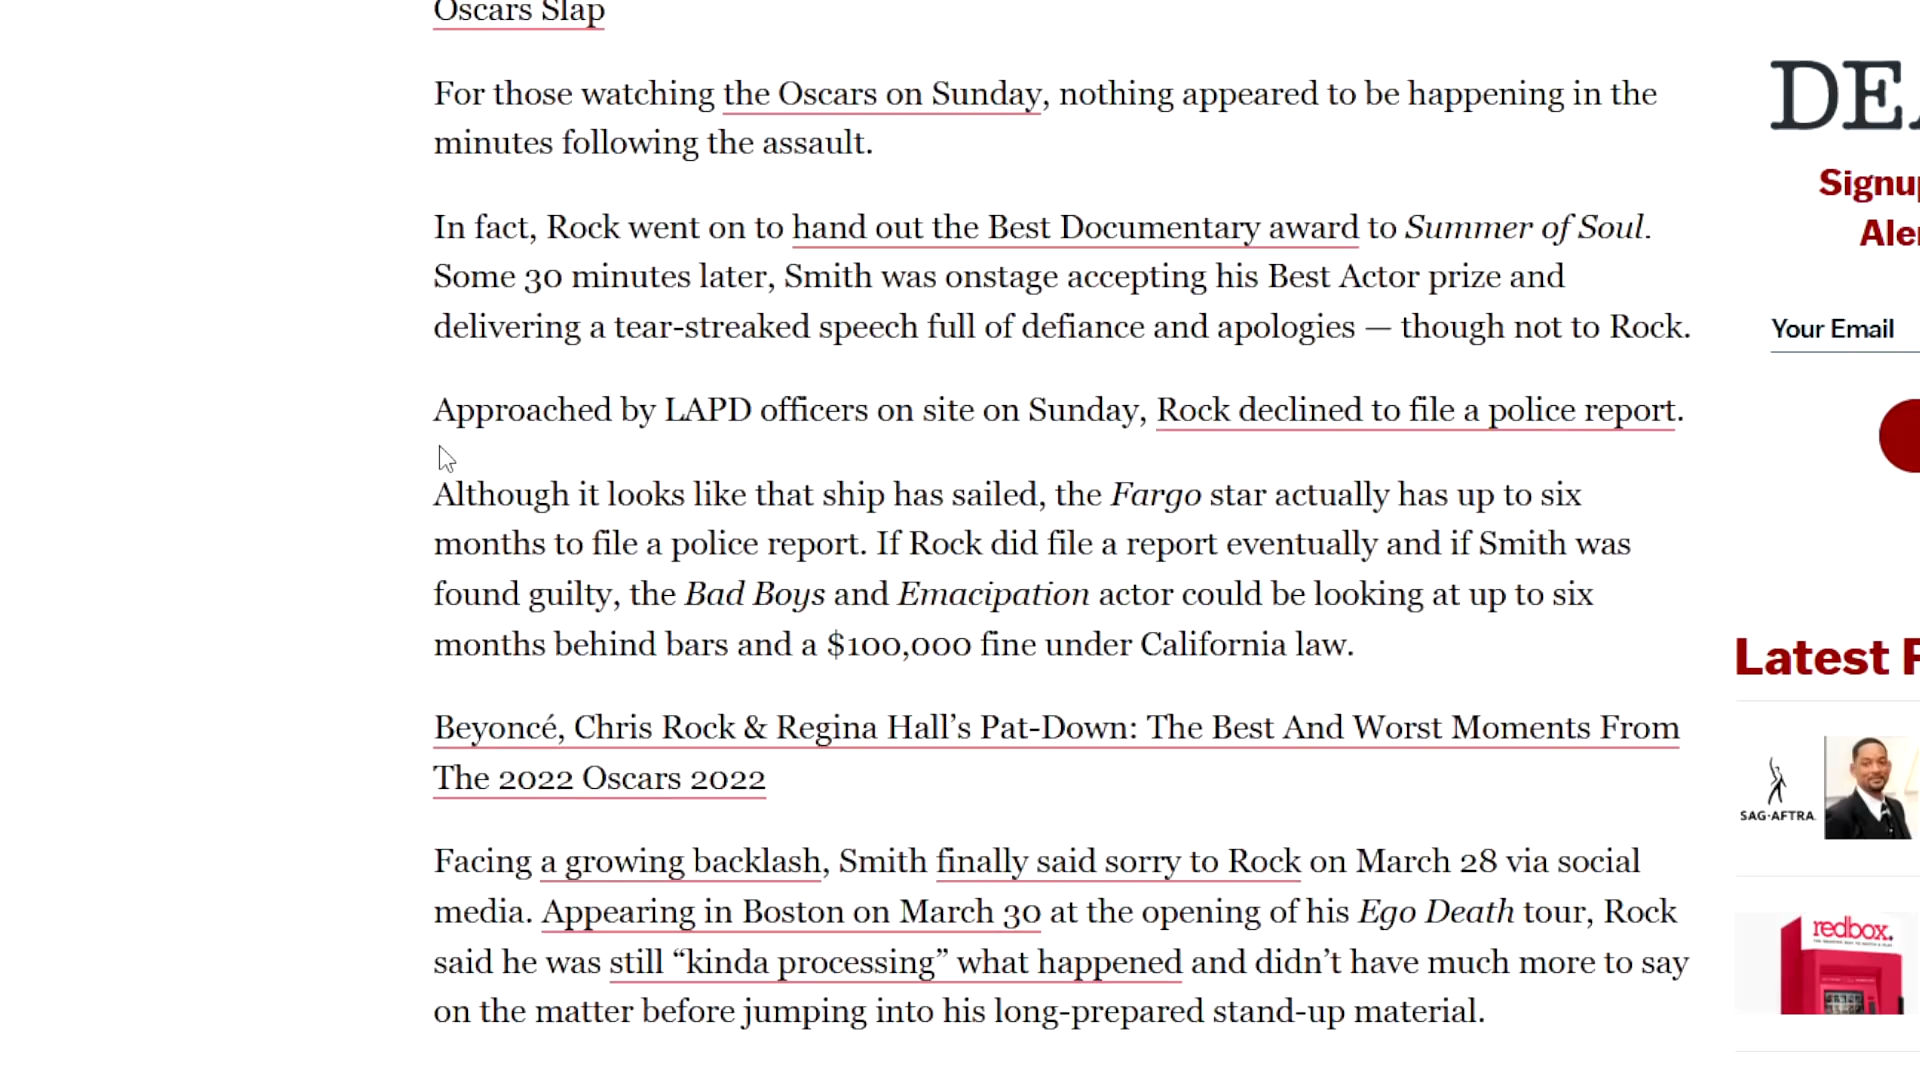 Oscars Slap
For those watching the Oscars on Sunday, nothing appeared to be happening in the
minutes following the assault.
In fact, Rock went on to hand out the Best Documentary award to Summer of Soul.
Some 30 minutes later, Smith was onstage accepting his Best Actor prize and
delivering a tear-streaked speech full of defiance and apologies — though not to Rock.
Approached by LAPD officers on site on Sunday, Rock declined to file a police report.
Although it looks like that ship has sailed, the Fargo star actually has up to six
months to file a police report. If Rock did file a report eventually and if Smith was
found guilty, the Bad Boys and Emacipation actor could be looking at up to six
months behind bars and a $100,000 fine under California law.
Beyoncé, Chris Rock & Regina Hall’s Pat-Down: The Best And Worst Moments From
The 2022 Oscars 2022
Facing a growing backlash, Smith finally said sorry to Rock on March 28 via social
media. Appearing in Boston on March 30 at the opening of his Ego Death tour, Rock
said he was still “kinda processing” what happened and didn’t have much more to say
on the matter before jumping into his long-prepared stand-up material.
DEA
Signup
Aler
Your Email
Latest
SAG·AFTRA
redbox.